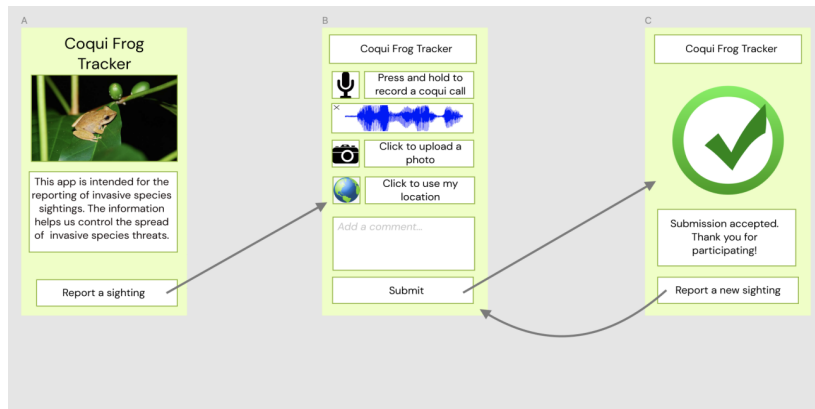 A
Coqui Frog
Tracker
This app is intended for the
reporting of invasive species
sightings. The information
helps us control the spread
of invasive species threats.
Report a sighting
B
Coqui Frog Tracker
Press and hold to
record a coqui call
Click to upload a
photo
Click to use my
location
Add a comment...
Submit
C
Coqui Frog Tracker
Submission accepted.
Thank you for
participating!
Report a new sighting